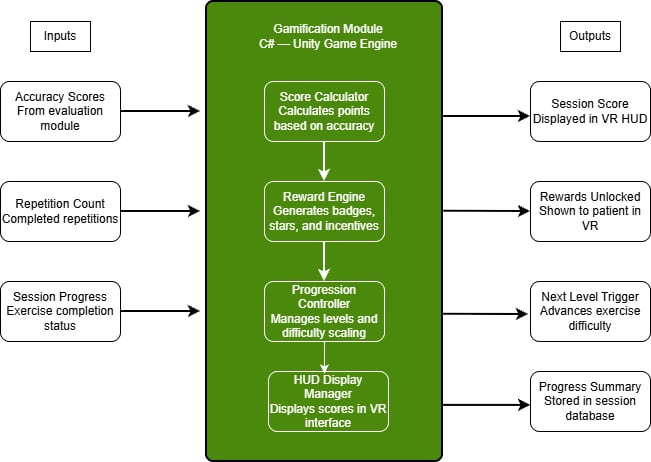 Inputs
Gamification Module
C# — Unity Game Engine
Outputs
Accuracy Scores
From evaluation
module
Score Calculator
Calculates points
based on accuracy
Session Score
Displayed in VR HUD
Repetition Count
Completed repetitions
Reward Engine
Generates badges,
stars, and incentives
Rewards Unlocked
Shown to patient in
VR
Session Progress
Exercise completion
status
Progression
Controller
Manages levels and
difficulty scaling
Next Level Trigger
Advances exercise
difficulty
HUD Display
Manager
Displays scores in VR
interface
Progress Summary
Stored in session
database